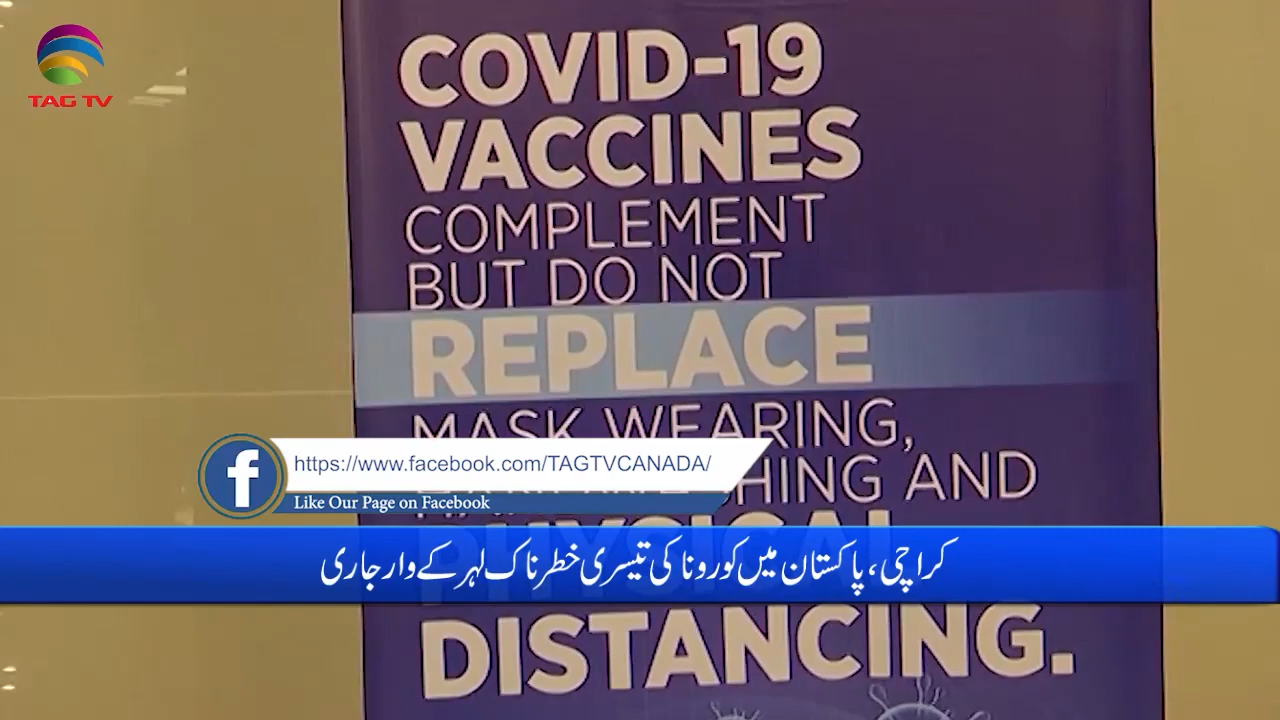 TAG TV
COVID-19
VACCINES
COMPLEMENT
BUT DO NOT
REPLACE
MASK WEARING,
AND
https://www.facebook.com/TAGTVCANADA/
Like Our Page on Facebook
PHYSICAL
کراچی، پاکستان میں کورونا کی تیسری خطرناک لہر کے وار جاری
DISTANCING.